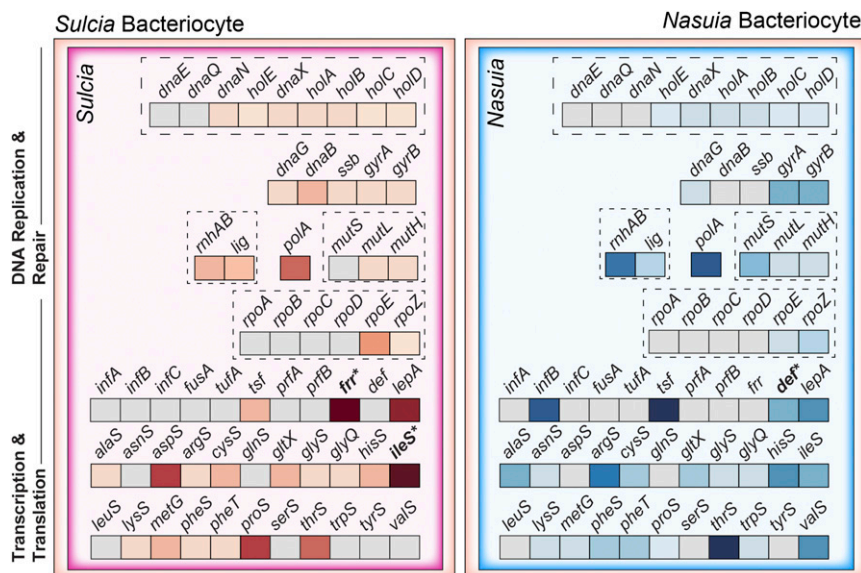 Sulcia Bacteriocyte
Nasuia Bacteriocyte
DNA Replication &
Repair
Transcription &
Translation
Sulcia
dnaE dnaQ dnaN holE dnaX holA holB holC holD
dnaG dnaB ssb gyrA gyrB
rnhAB lig polA mutS mutL mutH
rpoA rpoB rpoC rpoD rpoE rpoZ
infA infB infC fusA tufA tsf prfA prfB frr* def lepA
alaS asnS aspS argS cysS glnS gltX glyS glyQ hisS ileS*
leuS lysS metG pheS pheT proS serS thrS trpS tyrS valS
Nasuia
dnaE dnaQ dnaN holE dnaX holA holB holC holD
dnaG dnaB ssb gyrA gyrB
rnhAB lig polA mutS mutL mutH
rpoA rpoB rpoC rpoD rpoE rpoZ
infA infB infC fusA tufA tsf prfA prfB frr def* lepA
alaS asnS aspS argS cysS glnS gltX glyS glyQ hisS ileS
leuS lysS metG pheS pheT proS serS thrS trpS tyrS valS